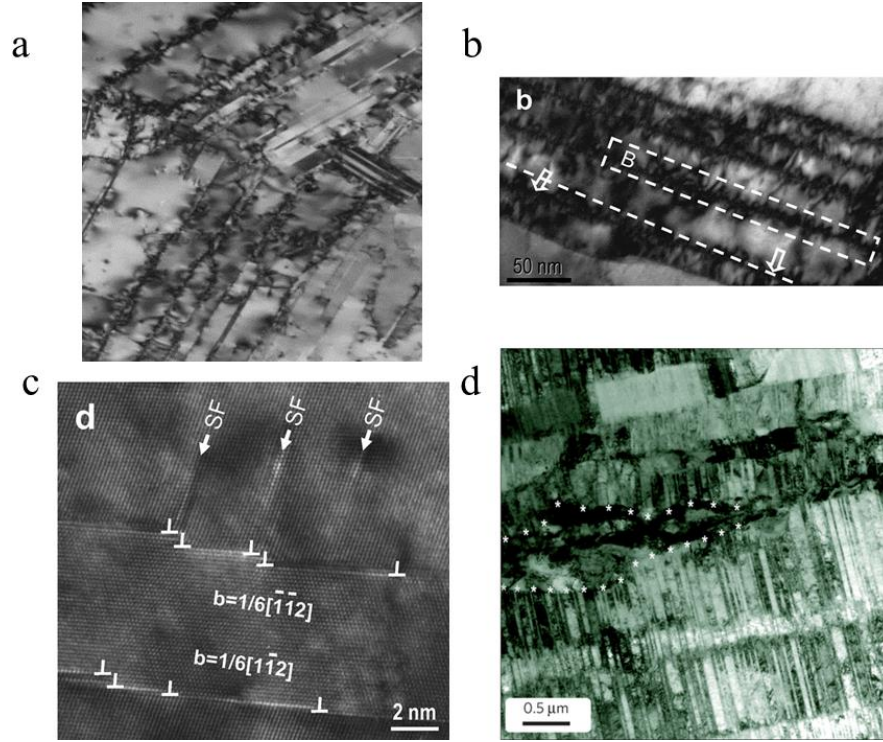 a
b
b
B
50 nm
c
d
d
SF
SF
SF
b=1/6[1̄1̄2]
b=1/6[11̄2]
2 nm
0.5 µm